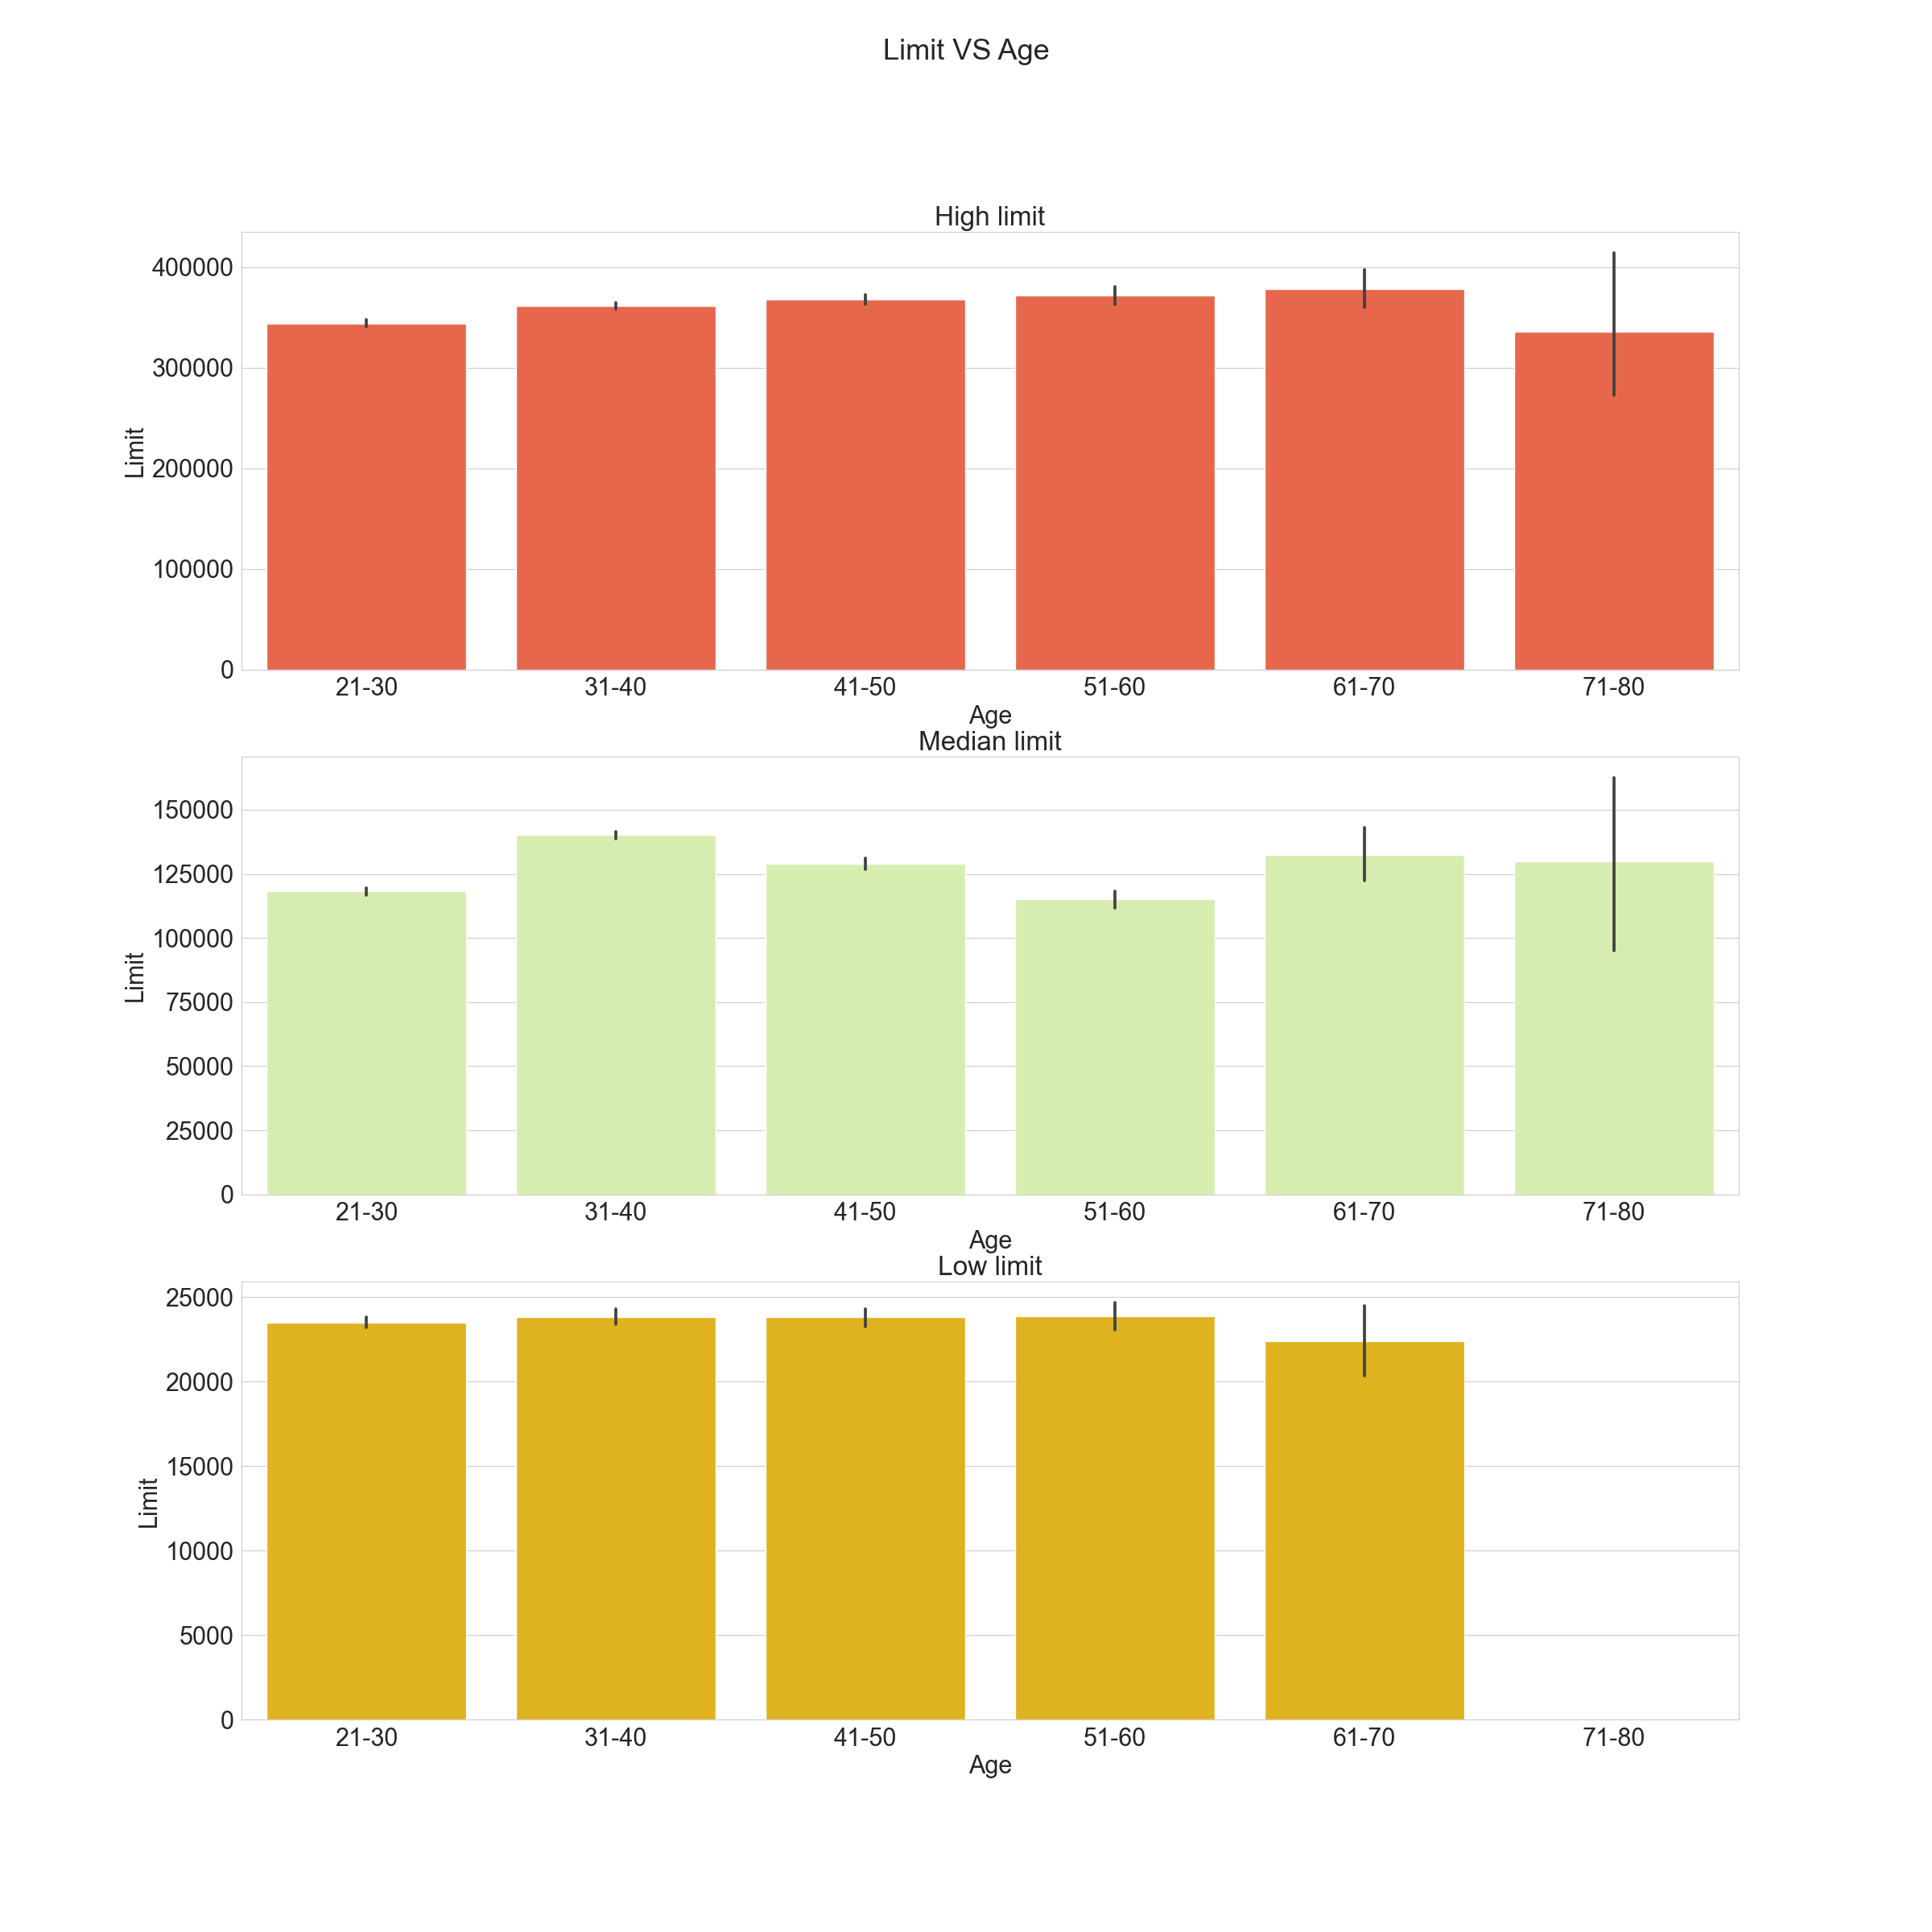 Limit VS Age
High limit
400000
300000
200000
100000
0
Limit
21-30 31-40 41-50 51-60 61-70 71-80
Age
Median limit
150000
125000
100000
75000
50000
25000
0
Limit
21-30 31-40 41-50 51-60 61-70 71-80
Age
Low limit
25000
20000
15000
10000
5000
0
Limit
21-30 31-40 41-50 51-60 61-70 71-80
Age